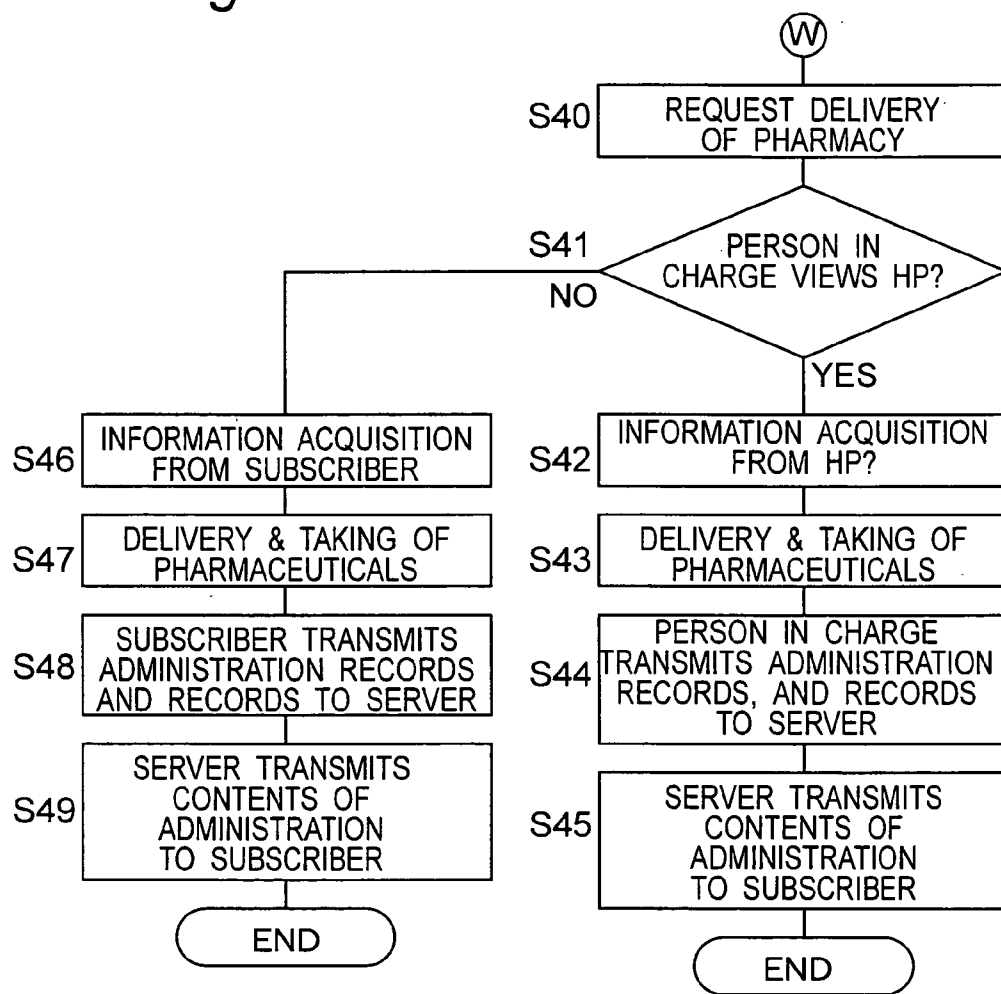 g
W
S40
REQUEST DELIVERY
OF PHARMACY
S41
PERSON IN
CHARGE VIEWS HP?
NO
YES
S46
INFORMATION ACQUISITION
FROM SUBSCRIBER
S42
INFORMATION ACQUISITION
FROM HP?
S47
DELIVERY & TAKING OF
PHARMACEUTICALS
S43
DELIVERY & TAKING OF
PHARMACEUTICALS
S48
SUBSCRIBER TRANSMITS
ADMINISTRATION RECORDS
AND RECORDS TO SERVER
S44
PERSON IN CHARGE
TRANSMITS ADMINISTRATION
RECORDS, AND RECORDS
TO SERVER
S49
SERVER TRANSMITS
CONTENTS OF
ADMINISTRATION
TO SUBSCRIBER
S45
SERVER TRANSMITS
CONTENTS OF
ADMINISTRATION
TO SUBSCRIBER
END
END